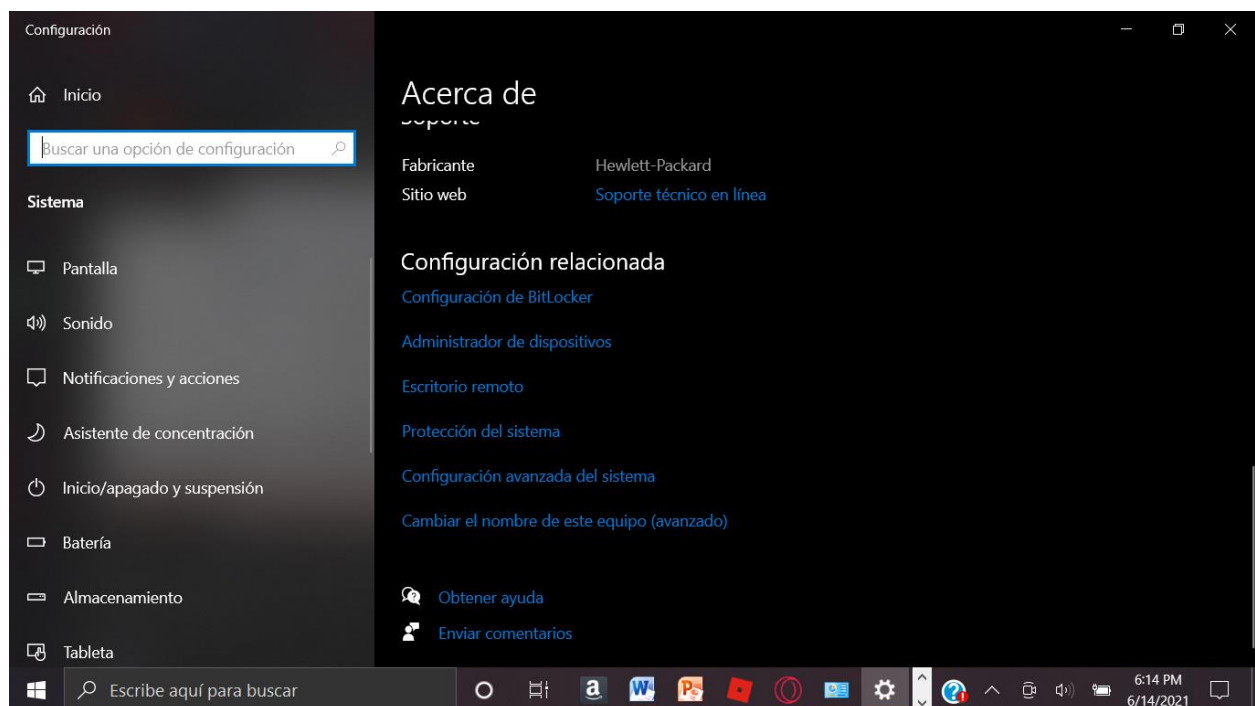 Configuración
Inicio
Buscar una opción de configuración
Sistema
Pantalla
Sonido
Notificaciones y acciones
Asistente de concentración
Inicio/apagado y suspensión
Batería
Almacenamiento
Tableta
Acerca de
Soporte
Fabricante Hewlett-Packard
Sitio web Soporte técnico en línea
Configuración relacionada
Configuración de BitLocker
Administrador de dispositivos
Escritorio remoto
Protección del sistema
Configuración avanzada del sistema
Cambiar el nombre de este equipo (avanzado)
Obtener ayuda
Enviar comentarios
Escribe aquí para buscar
6:14 PM
6/14/2021